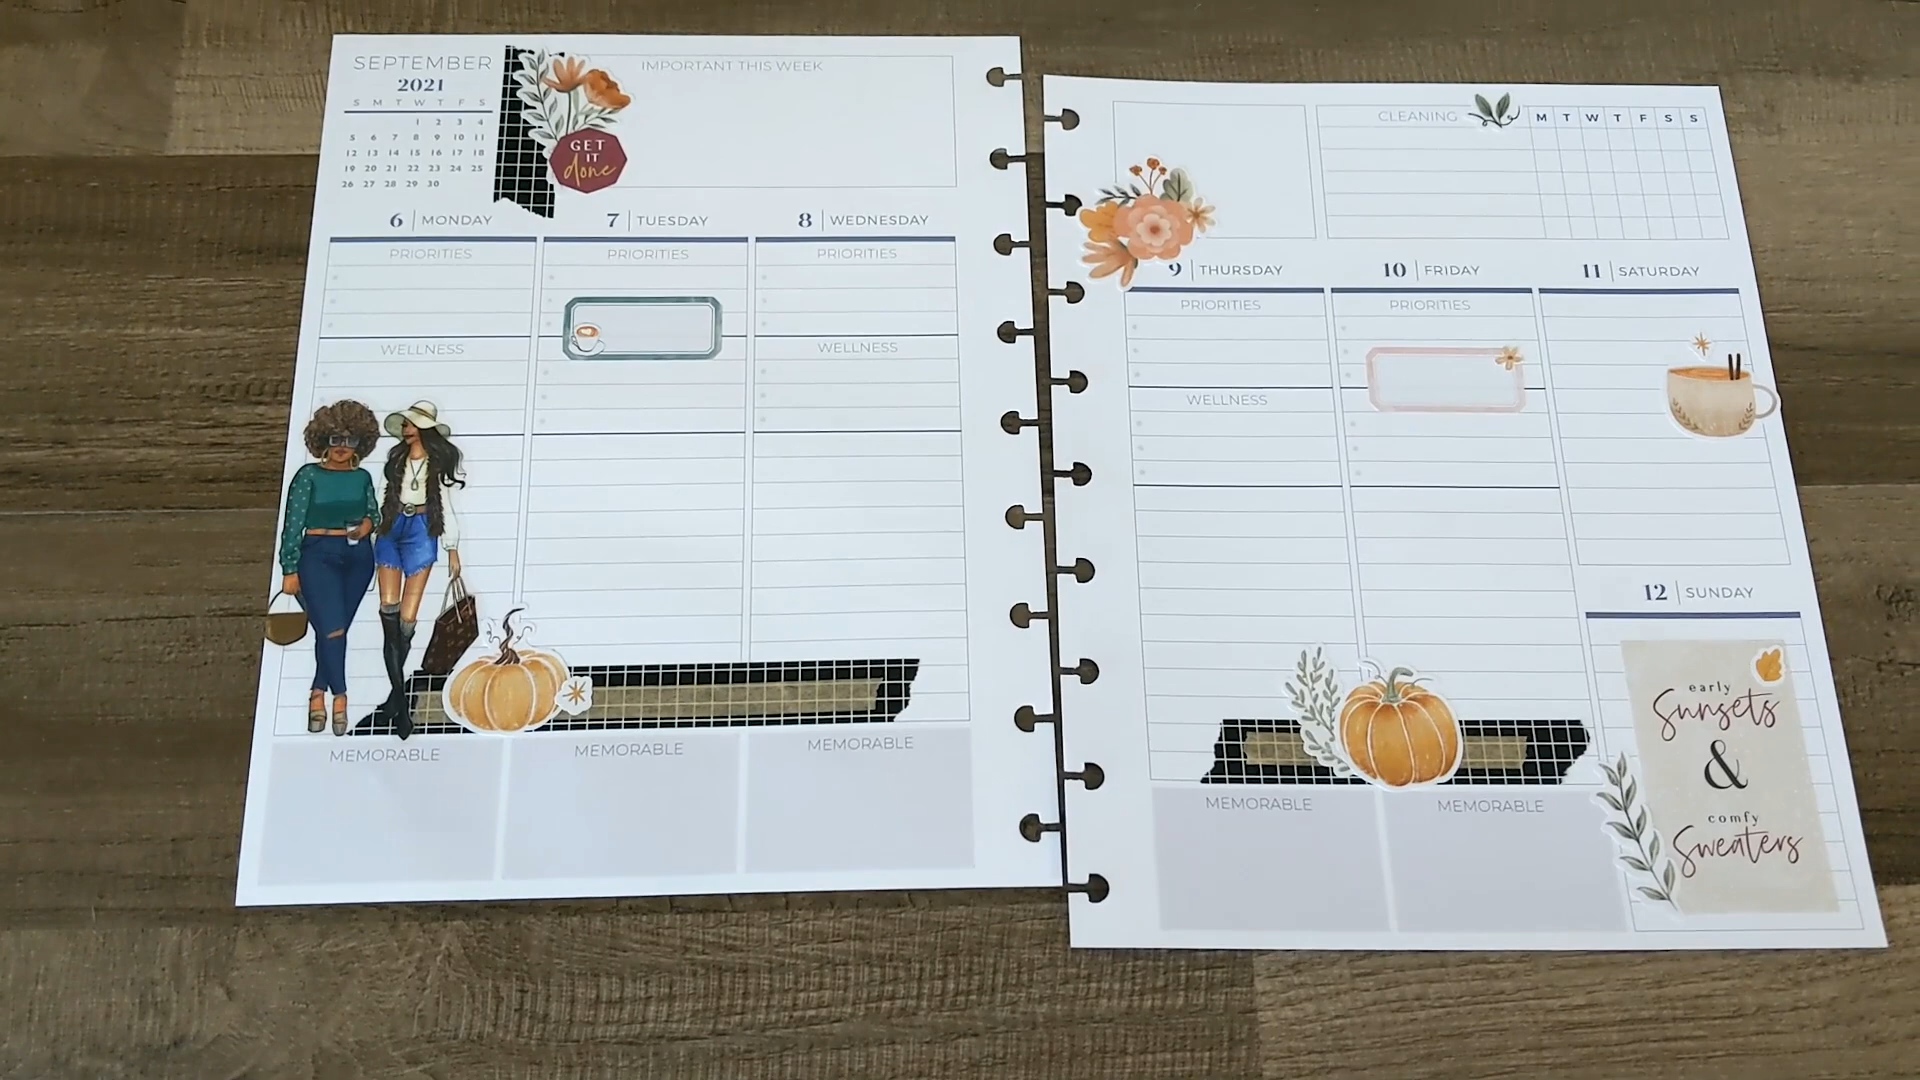 SEPTEMBER
2021
S M T W T F S
1 2 3 4
5 6 7 8 9 10 11
12 13 14 15 16 17 18
19 20 21 22 23 24 25
26 27 28 29 30
GET
IT
done
IMPORTANT THIS WEEK
6 MONDAY
7 TUESDAY
8 WEDNESDAY
PRIORITIES
PRIORITIES
PRIORITIES
WELLNESS
WELLNESS
MEMORABLE
MEMORABLE
MEMORABLE
CLEANING
M T W T F S S
9 THURSDAY
10 FRIDAY
11 SATURDAY
PRIORITIES
PRIORITIES
WELLNESS
12 SUNDAY
early
Sunsets
&
comfy
Sweaters
MEMORABLE
MEMORABLE